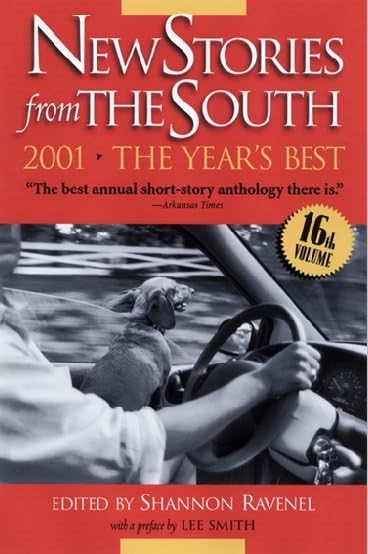 NEW STORIES
from THE SOUTH
2001 • THE YEAR'S BEST
“The best annual short-story anthology there is.”
—Arkansas Times
16th
VOLUME
EDITED BY SHANNON RAVENEL
with a preface by LEE SMITH